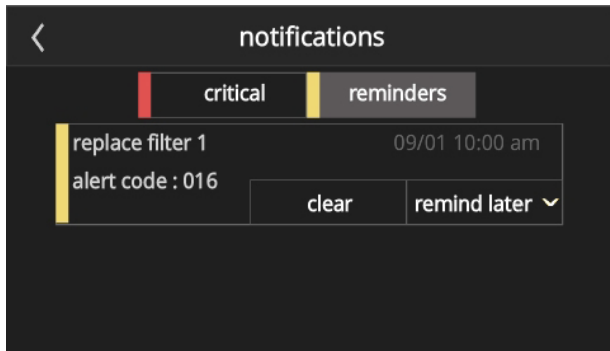 notifications
critical
reminders
replace filter 1
09/01 10:00 am
alert code : 016
clear
remind later